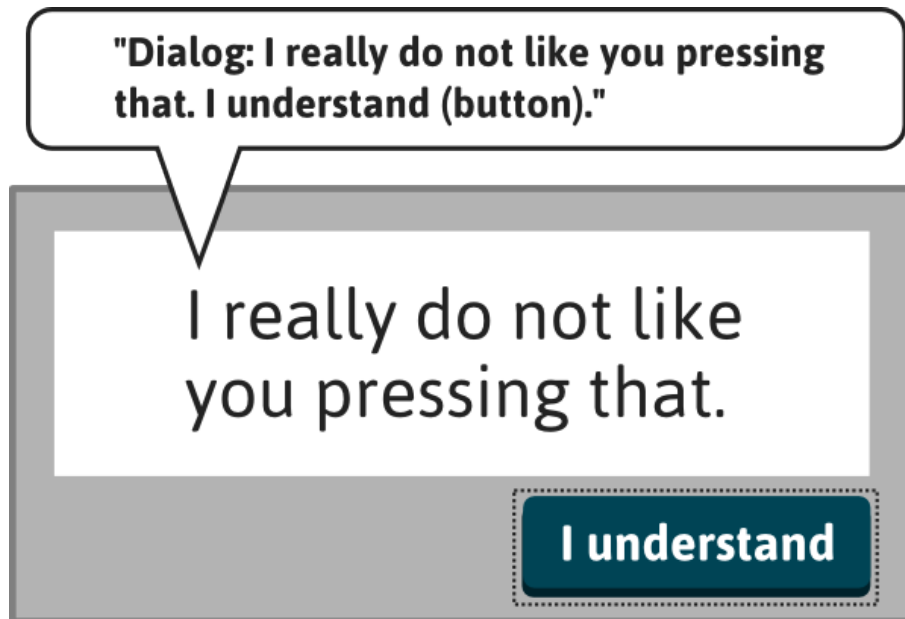 "Dialog: I really do not like you pressing
that. I understand (button)."
I really do not like
you pressing that.
I understand